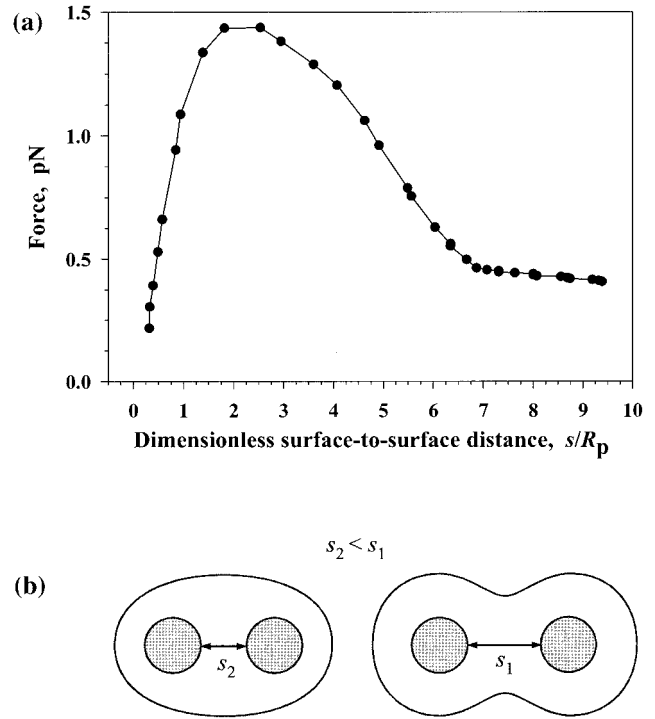 (a)
1.5
1.0
0.5
0.0
Force, pN
0 1 2 3 4 5 6 7 8 9 10
Dimensionless surface-to-surface distance, s/Rp
s2 < s1
(b)
s2
s1